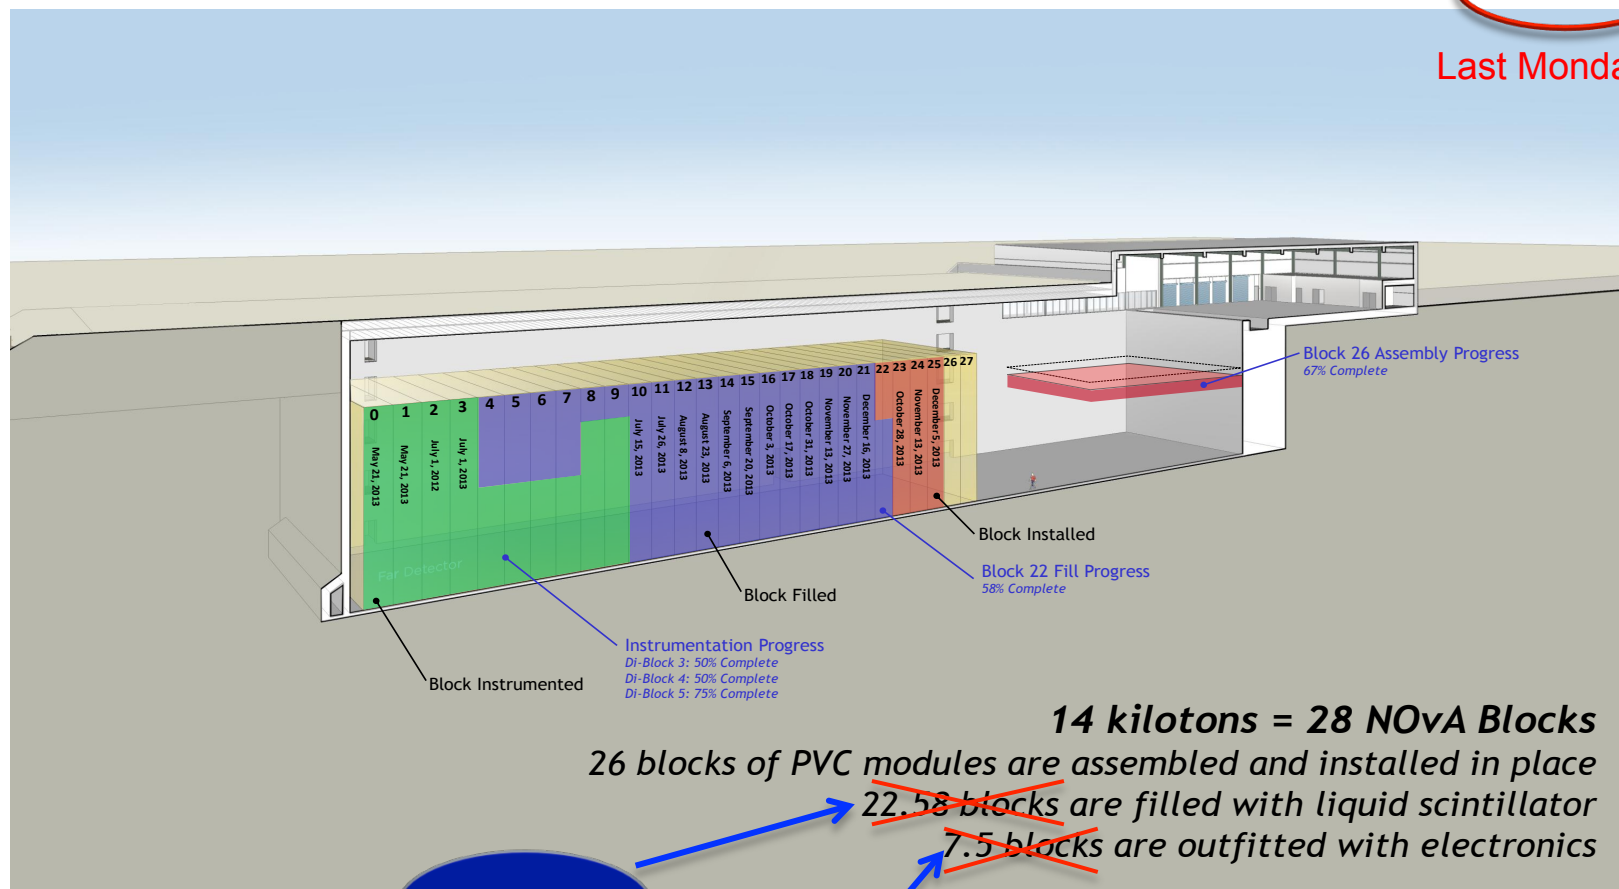 Last Monda
Block 26 Assembly Progress
67% Complete
0 1 2 3 4 5 6 7 8 9 10 11 12 13 14 15 16 17 18 19 20 21 22 23 24 25 26 27
May 21, 2013
May 21, 2013
July 1, 2012
July 1, 2013
July 15, 2013
July 26, 2013
August 8, 2013
August 23, 2013
September 6, 2013
September 20, 2013
October 3, 2013
October 17, 2013
October 31, 2013
November 13, 2013
November 27, 2013
December 16, 2013
October 28, 2013
November 13, 2013
December 5, 2013
Block Installed
Block 22 Fill Progress
58% Complete
Far Detector
Block Filled
Instrumentation Progress
Di-Block 3: 50% Complete
Di-Block 4: 50% Complete
Di-Block 5: 75% Complete
Block Instrumented
14 kilotons = 28 NOvA Blocks
26 blocks of PVC modules are assembled and installed in place
22.58 blocks are filled with liquid scintillator
7.5 blocks are outfitted with electronics